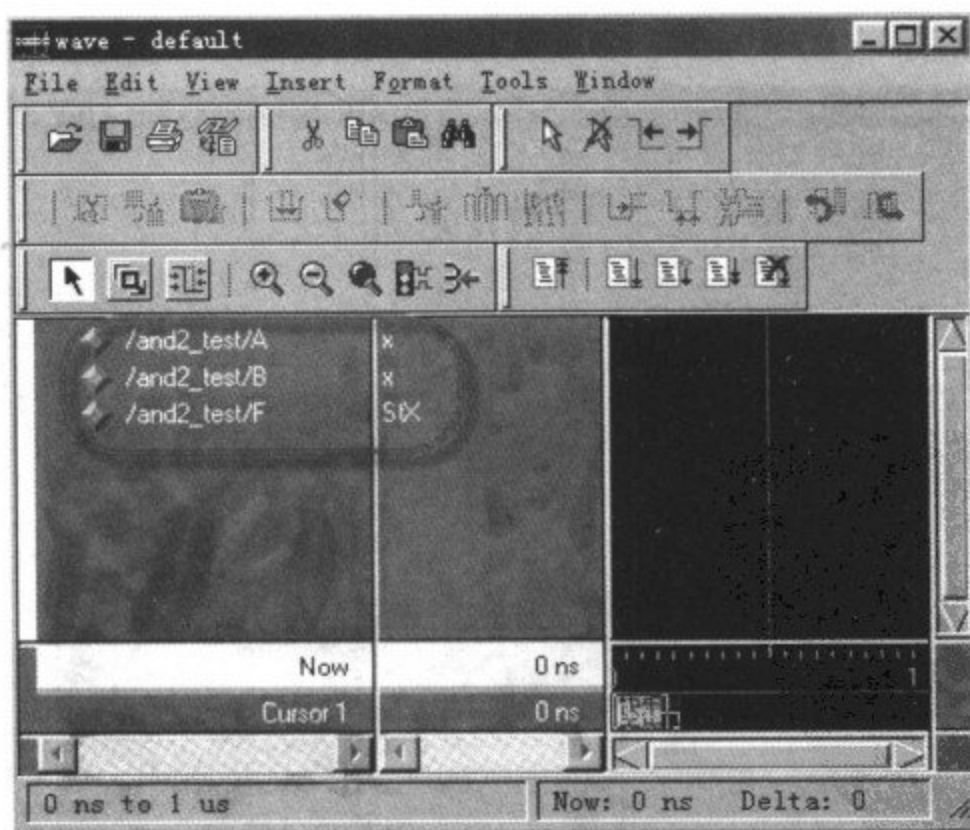 wave - default
File Edit View Insert Format Tools Window
/and2_test/A x
/and2_test/B x
/and2_test/F StX
Now 0 ns
1
Cursor 1 0 ns
0 ns to 1 us Now: 0 ns Delta: 0